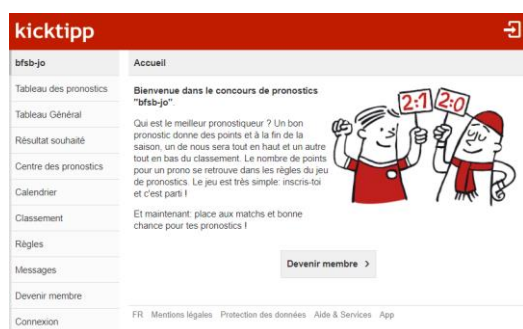 kicktipp
bfsb-jo
Tableau des pronostics
Tableau Général
Résultat souhaité
Centre des pronostics
Calendrier
Classement
Règles
Messages
Devenir membre
Connexion
Accueil
Bienvenue dans le concours de pronostics
"bfsb-jo".
Qui est le meilleur pronostiqueur ? Un bon
pronostic donne des points et à la fin de la
saison, un de nous sera tout en haut et un autre
tout en bas du classement. Le nombre de points
pour un prono se retrouve dans les règles du jeu
de pronostics. Le jeu est très simple: inscris-toi
et c'est parti !
Et maintenant: place aux matchs et bonne
chance pour tes pronostics !
2:1
2:0
Devenir membre >
FR Mentions légales Protection des données Aide & Services App